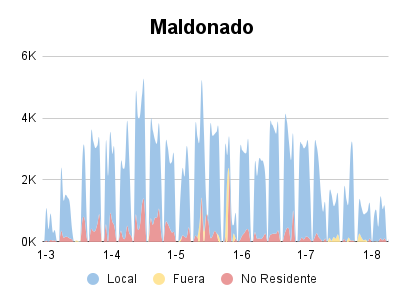 Maldonado
6K
4K
2K
0K
1-3 1-4 1-5 1-6 1-7 1-8
Local Fuera No Residente